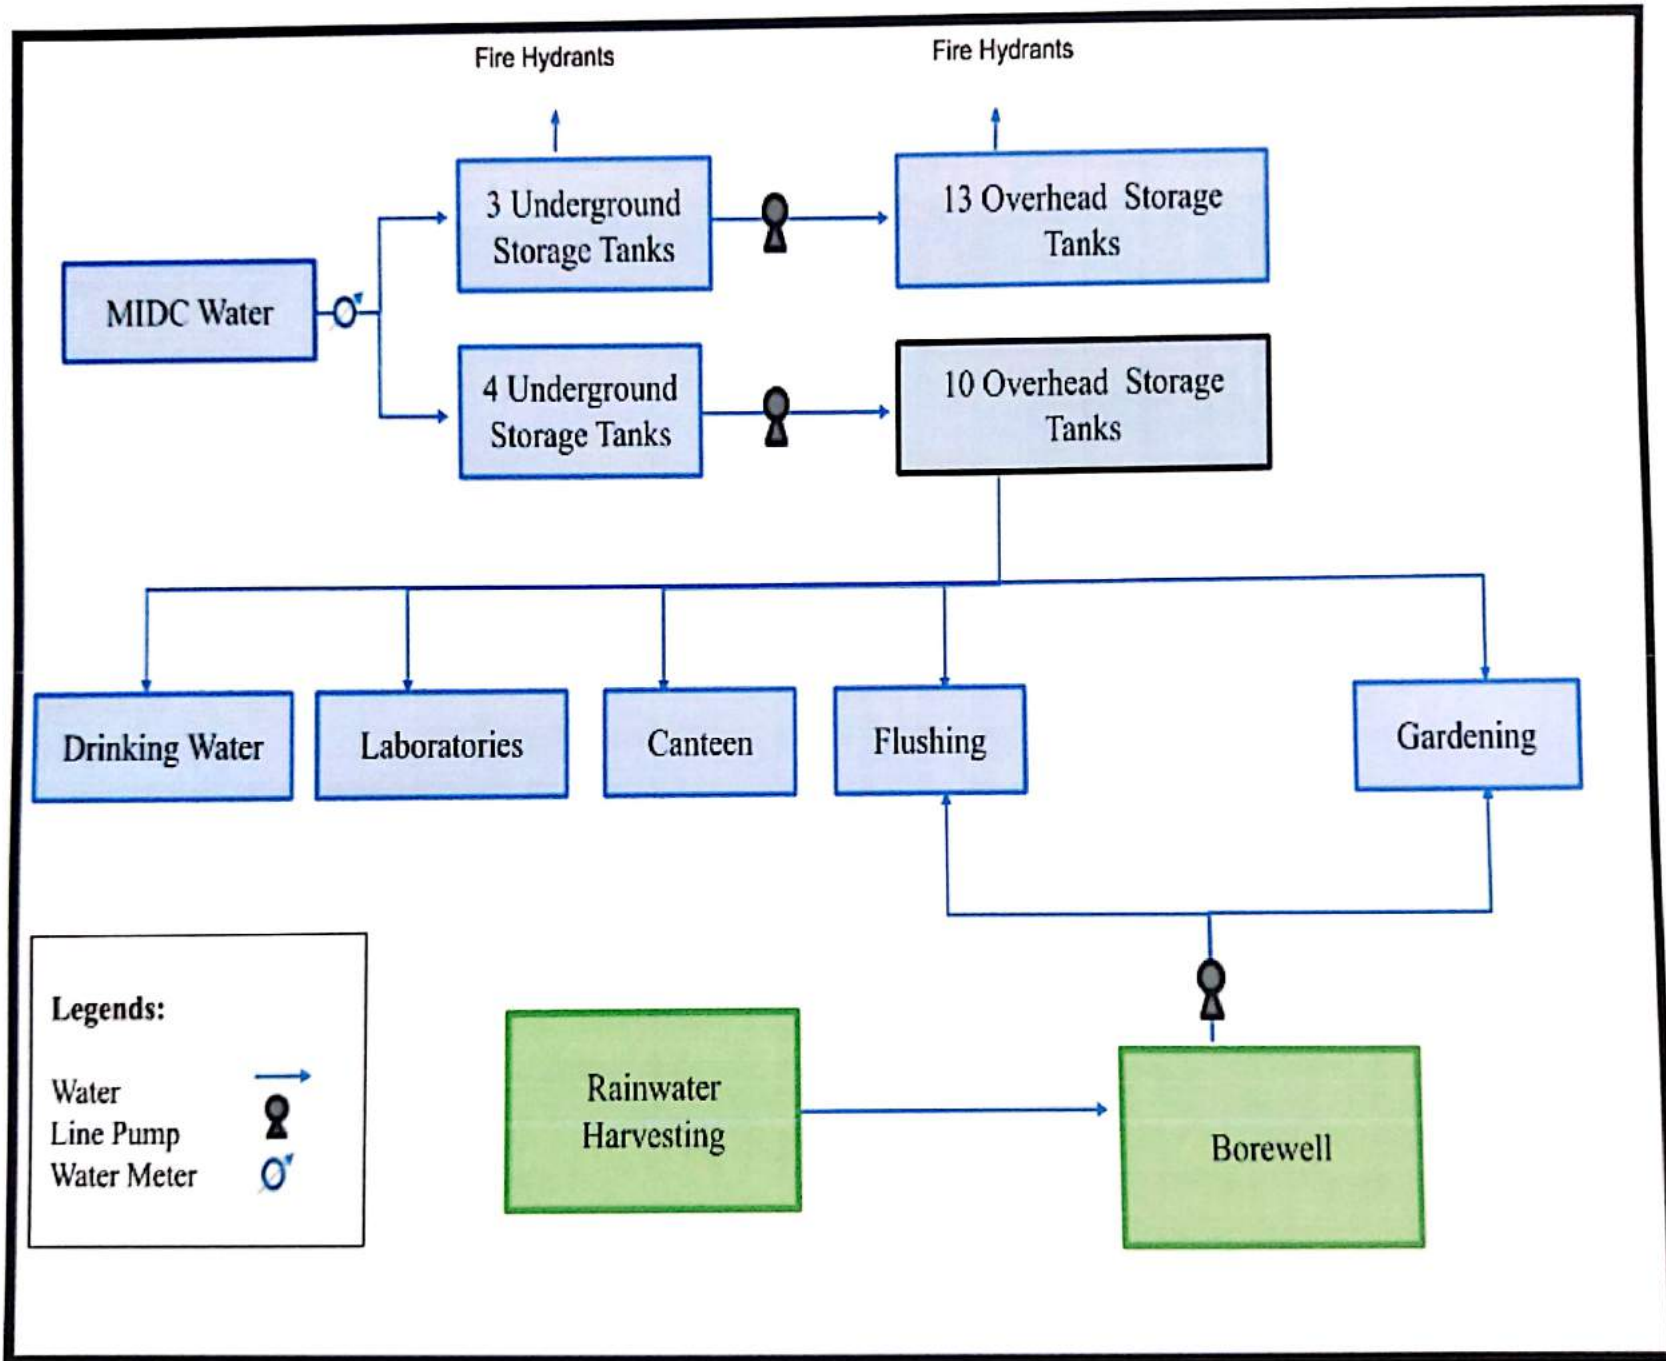 Fire Hydrants
Fire Hydrants
3 Underground
Storage Tanks
13 Overhead Storage
Tanks
MIDC Water
4 Underground
Storage Tanks
10 Overhead Storage
Tanks
Drinking Water
Laboratories
Canteen
Flushing
Gardening
Legends:
Water
Line Pump
Water Meter
Rainwater
Harvesting
Borewell